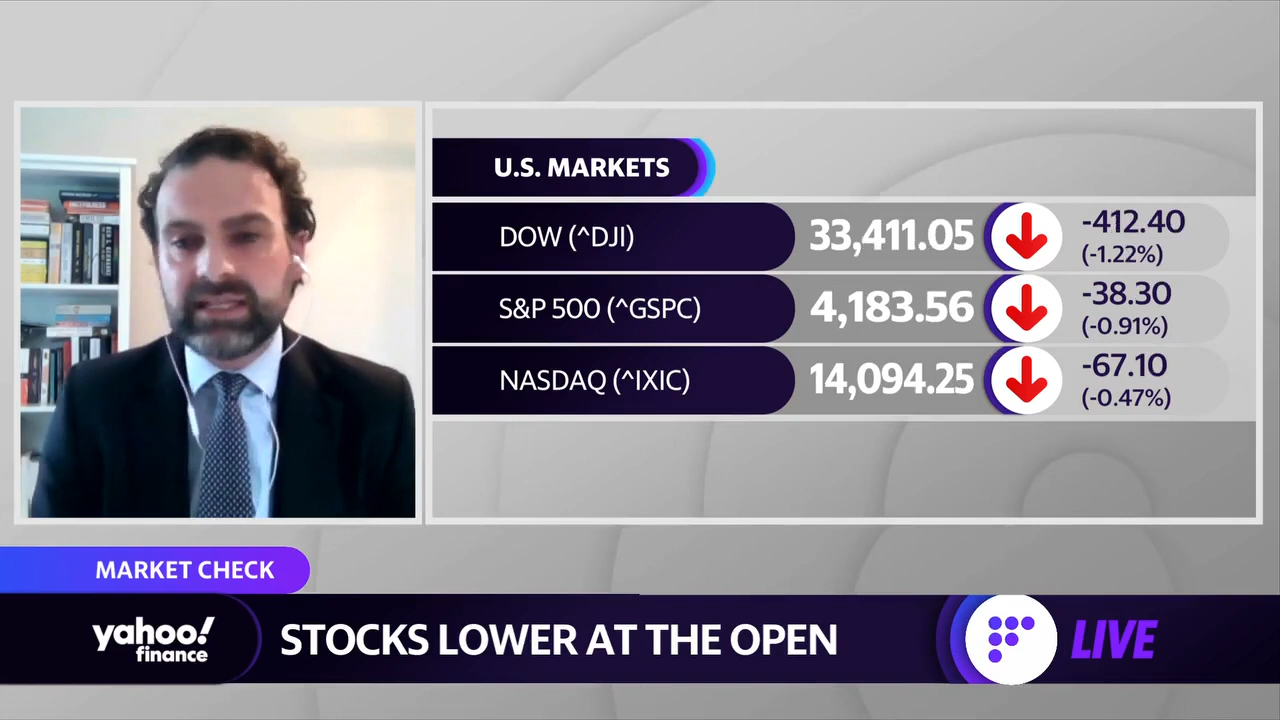 U.S. MARKETS
DOW (^DJI) 33,411.05 -412.40 (-1.22%)
S&P 500 (^GSPC) 4,183.56 -38.30 (-0.91%)
NASDAQ (^IXIC) 14,094.25 -67.10 (-0.47%)
MARKET CHECK
yahoo!
finance
STOCKS LOWER AT THE OPEN
LIVE